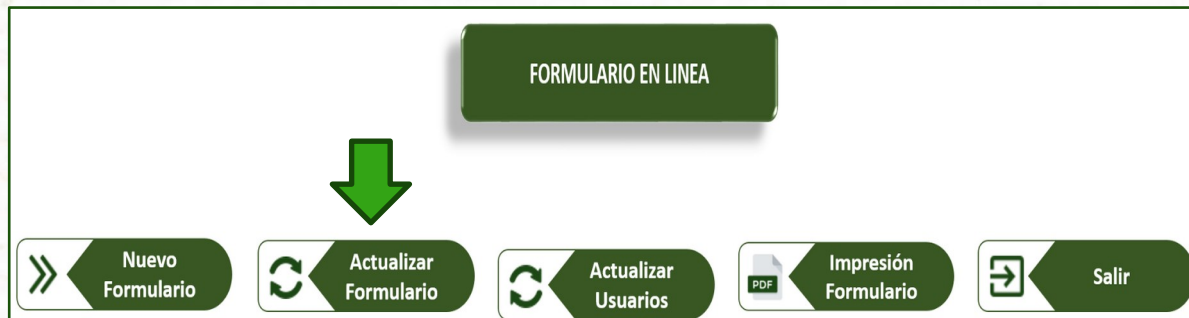 FORMULARIO EN LINEA
Nuevo
Formulario
Actualizar
Formulario
Actualizar
Usuarios
PDF
Impresión
Formulario
Salir